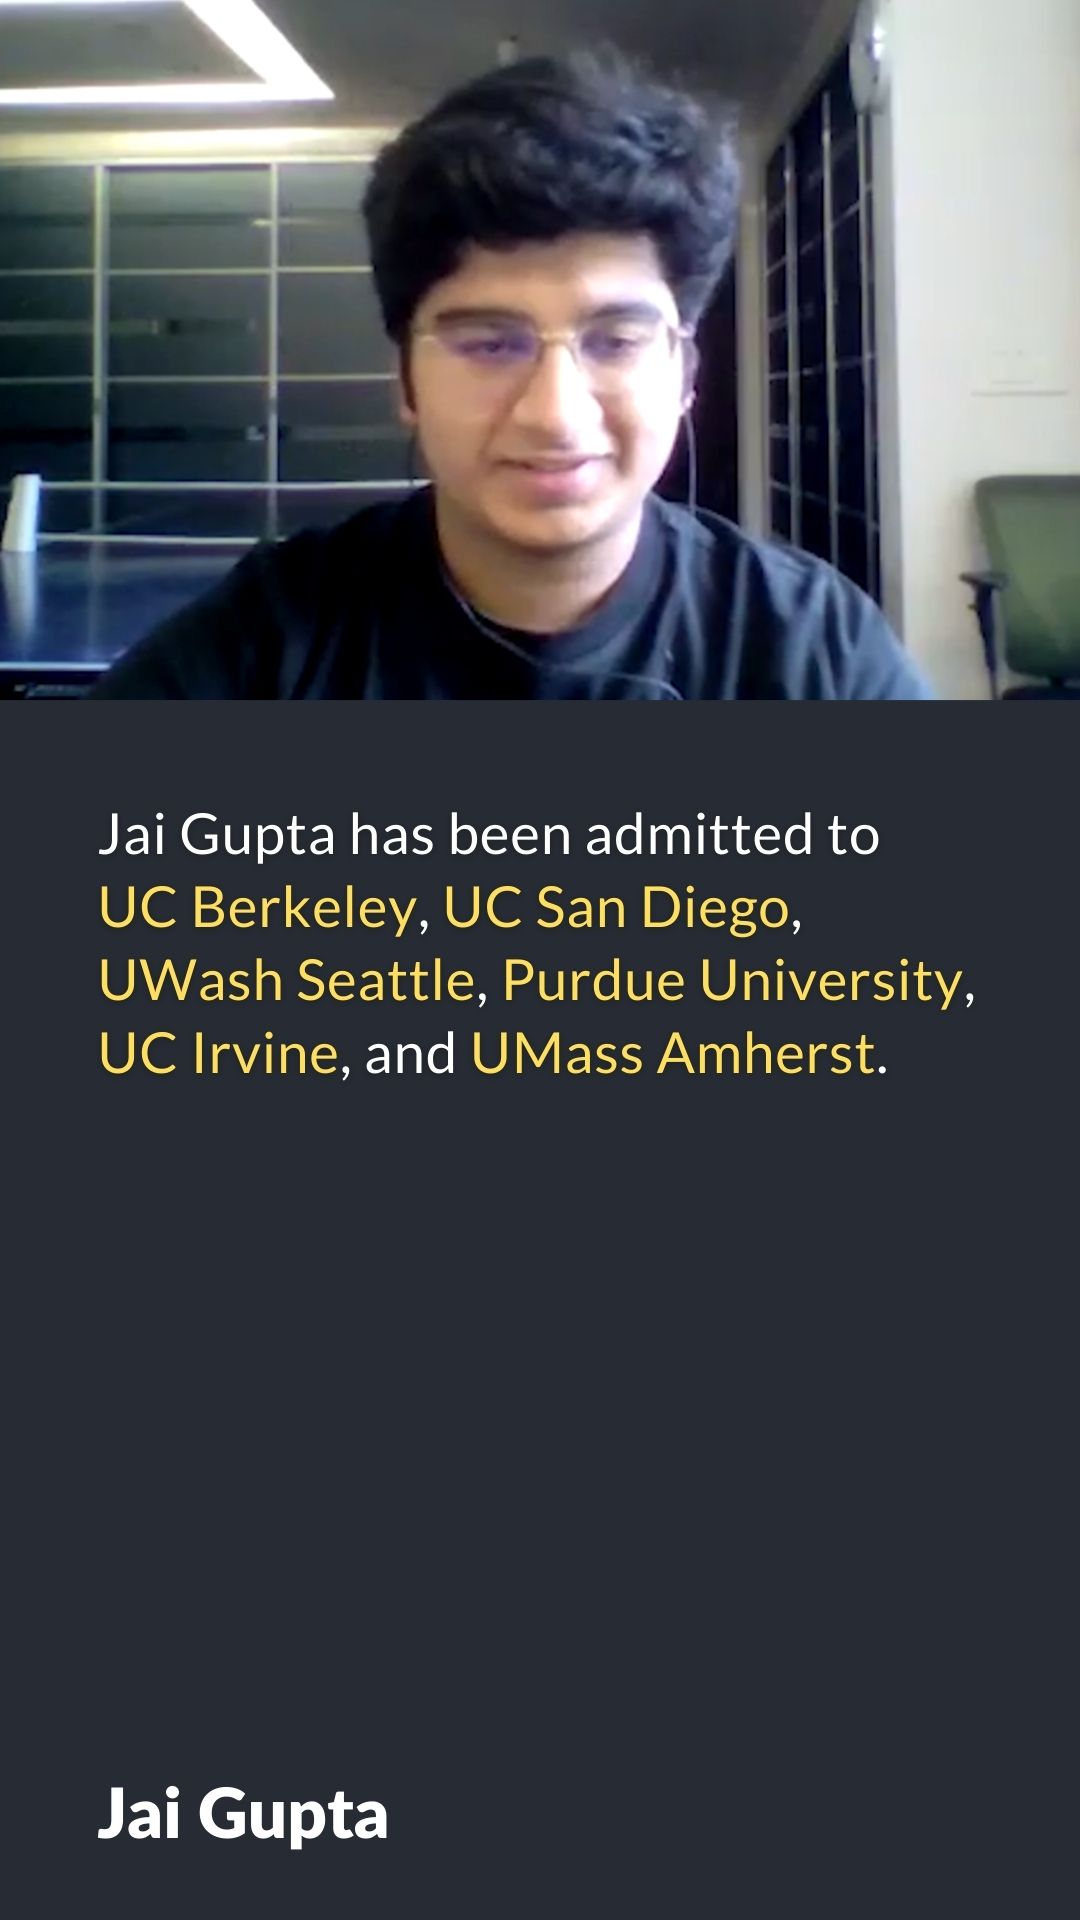 Jai Gupta has been admitted to
UC Berkeley, UC San Diego,
UWash Seattle, Purdue University,
UC Irvine, and UMass Amherst.
Jai Gupta